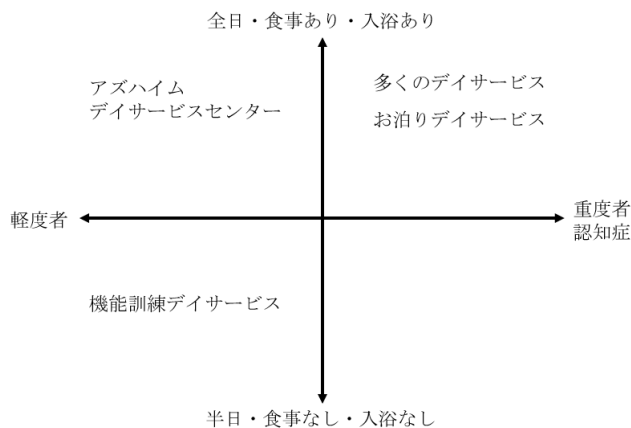 全日・食事あり・入浴あり
アズハイム
デイサービスセンター
多くのデイサービス
お泊りデイサービス
軽度者
重度者
認知症
機能訓練デイサービス
半日・食事なし・入浴なし